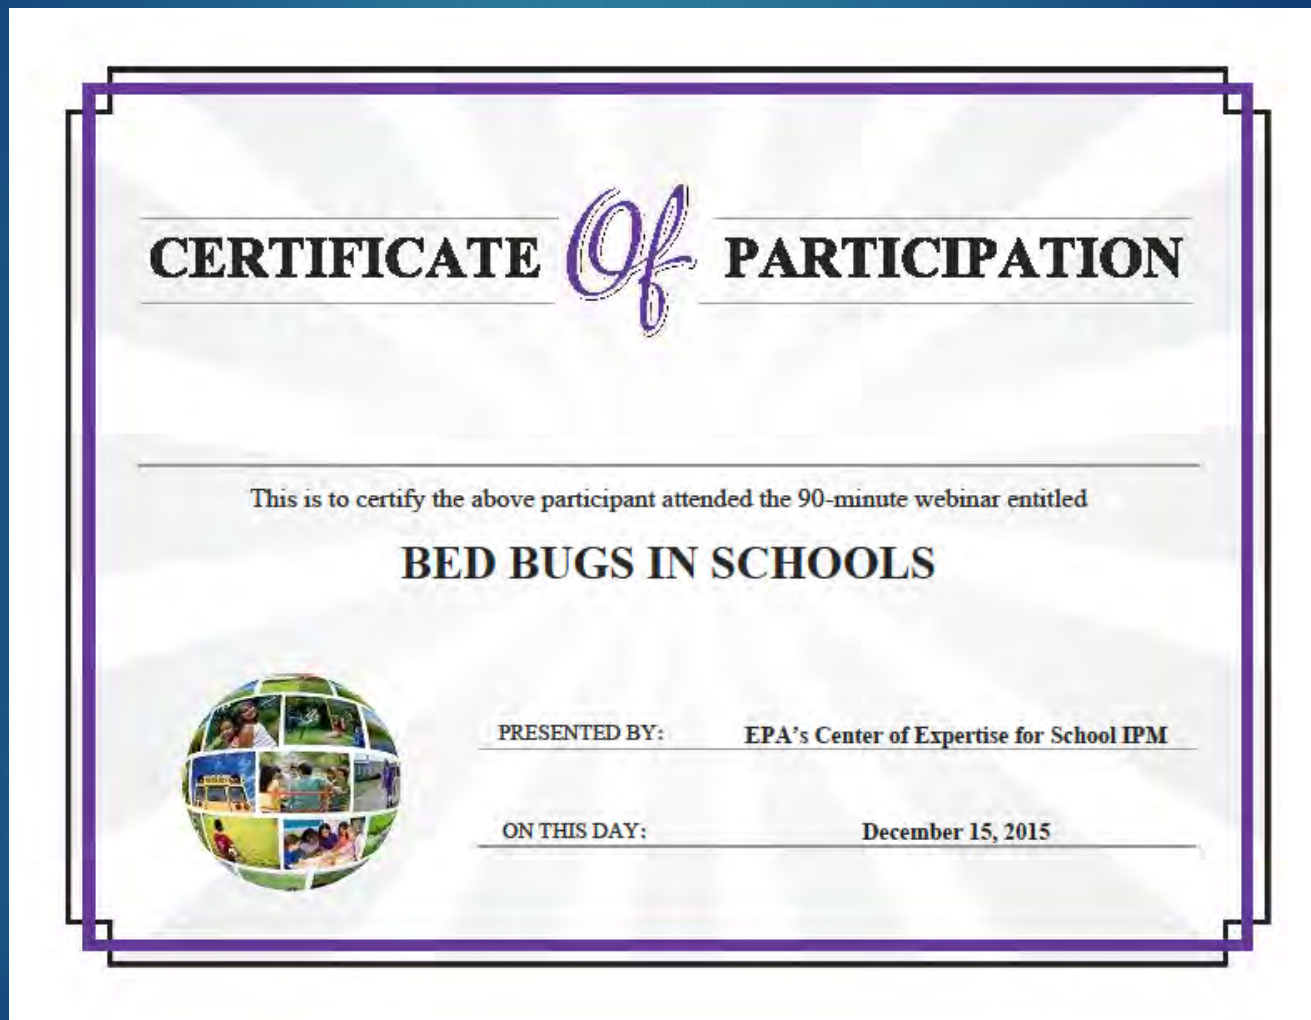 CERTIFICATE Of PARTICIPATION
This is to certify the above participant attended the 90-minute webinar entitled
BED BUGS IN SCHOOLS
PRESENTED BY: EPA's Center of Expertise for School IPM
ON THIS DAY: December 15, 2015